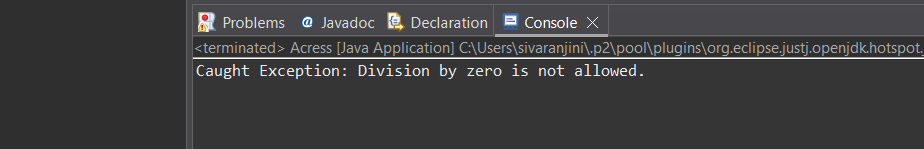 Problems @ Javadoc Declaration Console
<terminated> Acress [Java Application] C:\Users\sivaranjini\.p2\pool\plugins\org.eclipse.justj.openjdk.hotspot.
Caught Exception: Division by zero is not allowed.